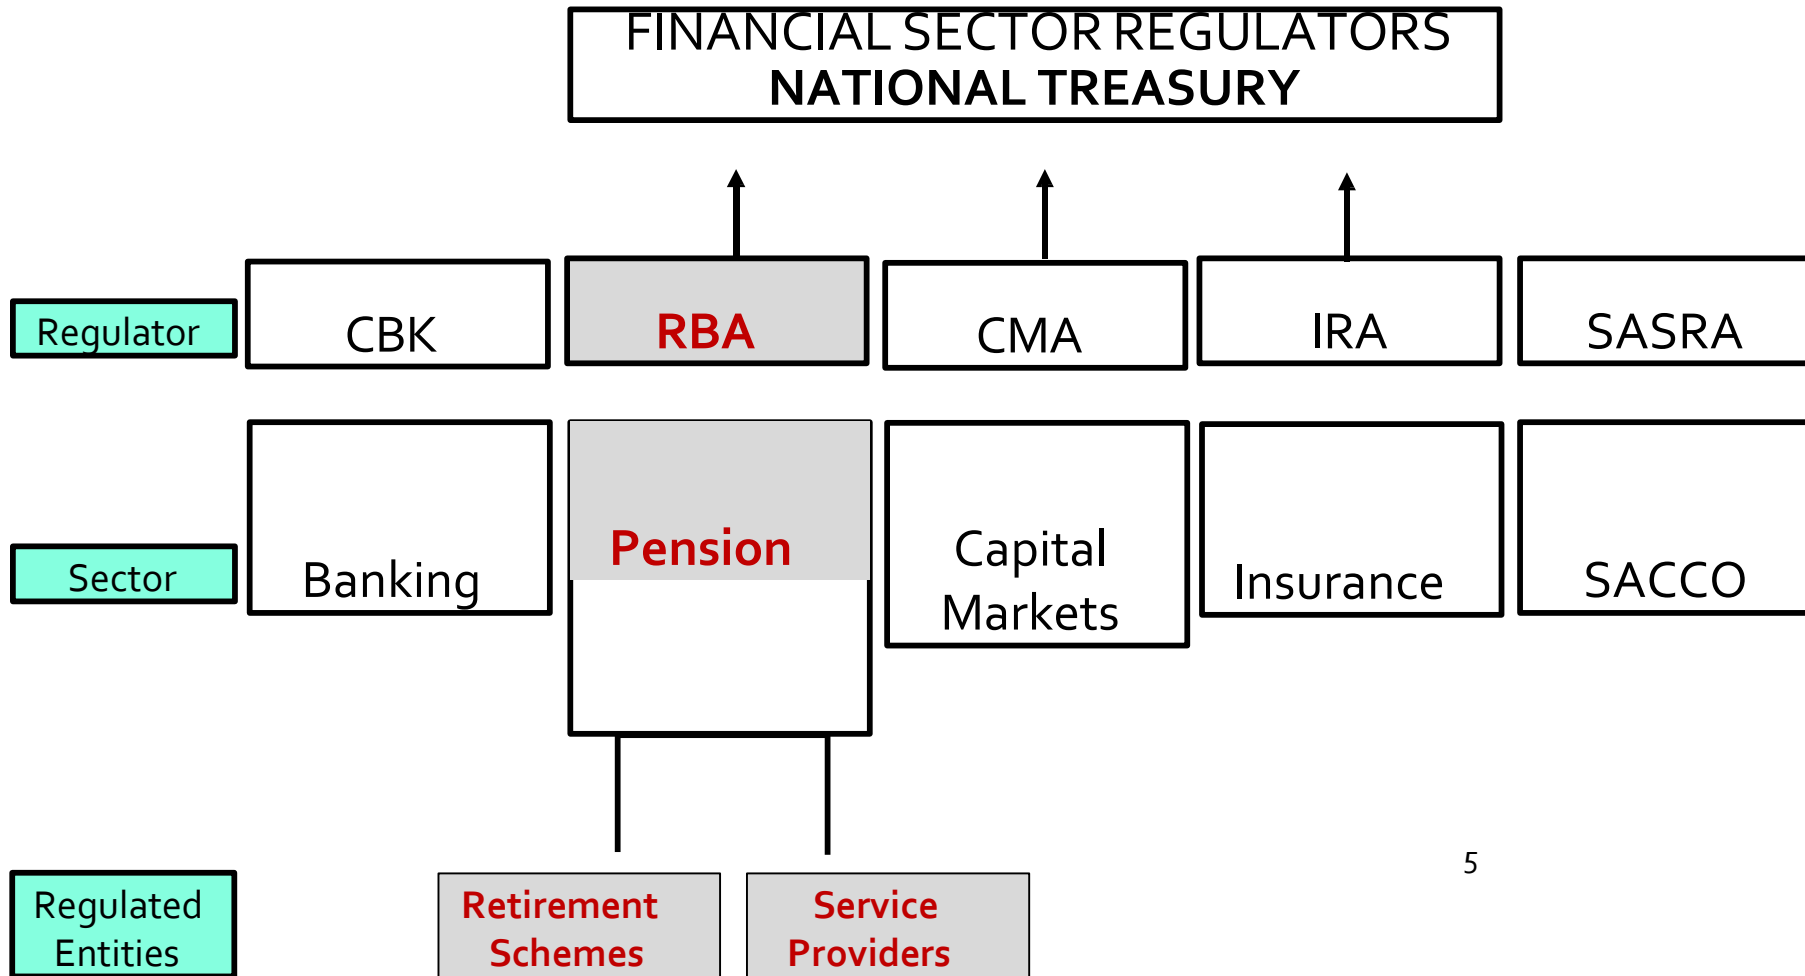 FINANCIAL SECTOR REGULATORS
NATIONAL TREASURY
Regulator
CBK
RBA
CMA
IRA
SASRA
Sector
Banking
Pension
Capital
Markets
Insurance
SACCO
5
Regulated
Entities
Retirement
Schemes
Service
Providers